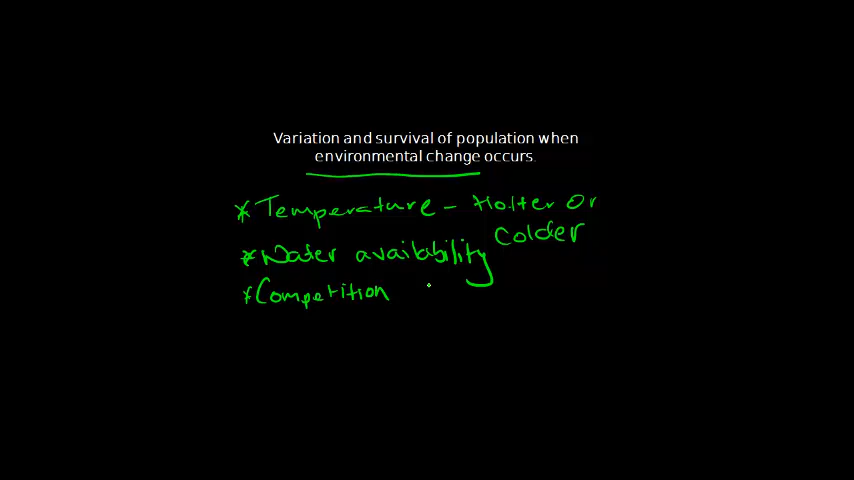 Variation and survival of population when
environmental change occurs.
* Temperature - Hotter Or
Colder
* Water availability
* Competition